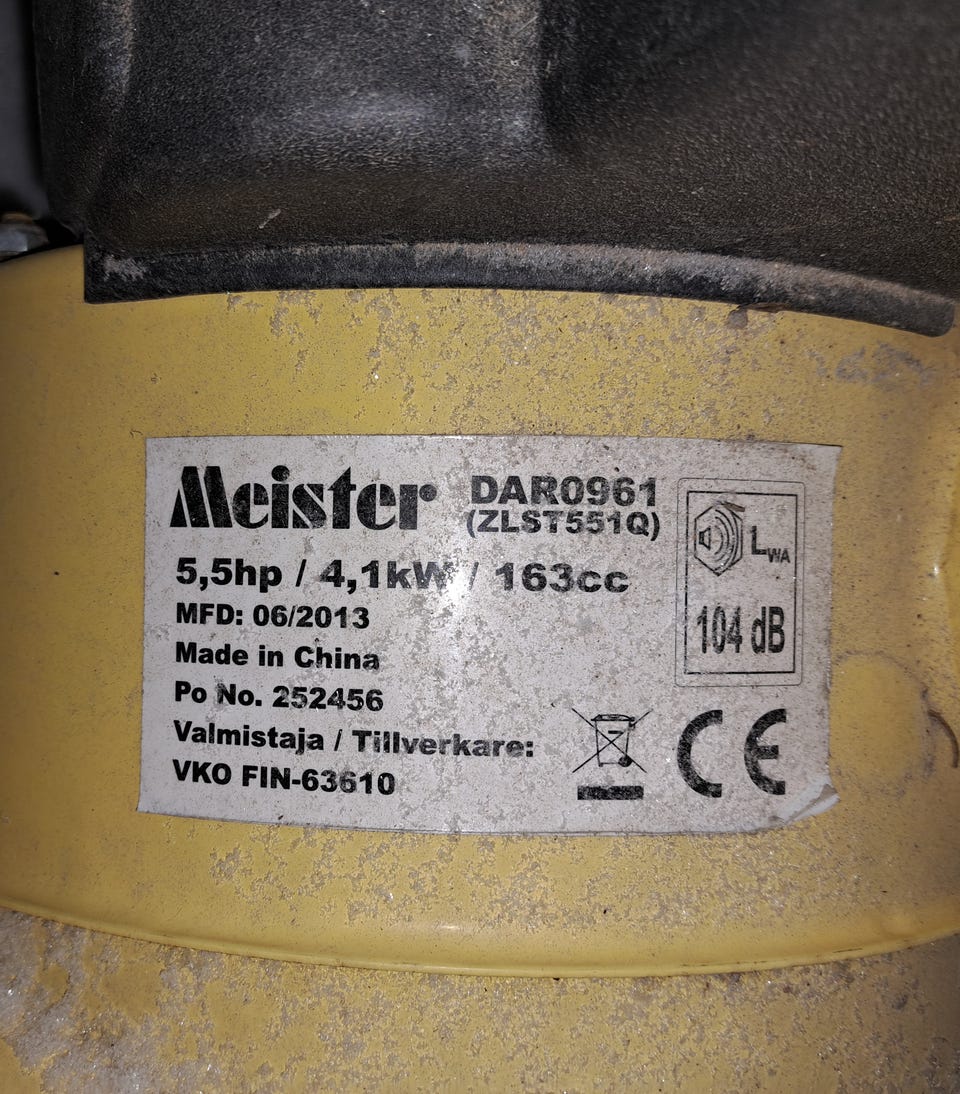 Meister DAR0961
(ZLST551Q)
5,5hp / 4,1kW / 163cc
MFD: 06/2013
Made in China
Po No. 252456
Valmistaja / Tillverkare:
VKO FIN-63610
LWA
104 dB
CE